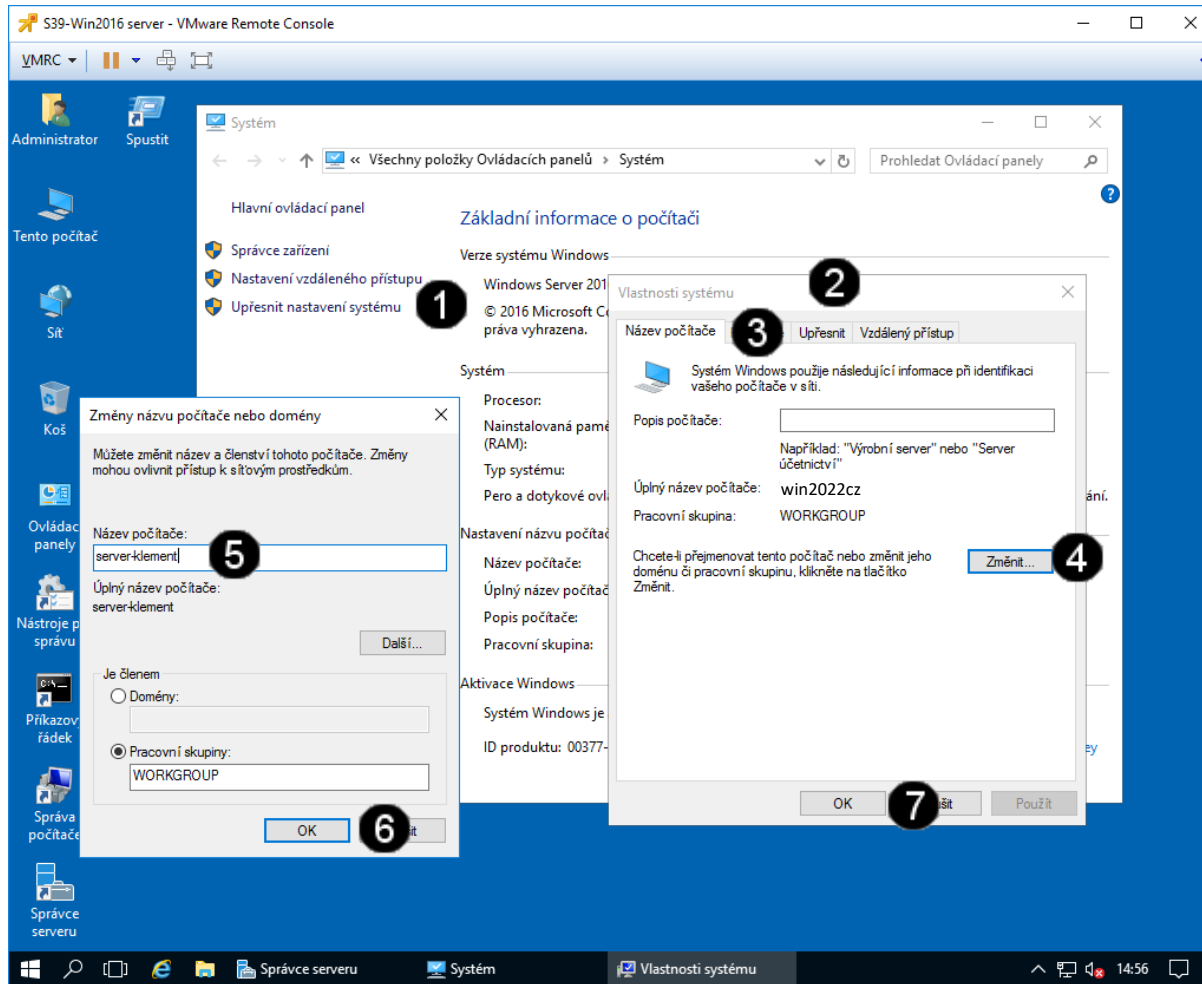 S39-Win2016 server - VMware Remote Console
VMRC
Administrator
Spustit
Tento počítač
Síť
Koš
Ovládac
panely
Nástroje p
správu
Příkazov
řádek
Správa
počítače
Správce
serveru
Systém
« Všechny položky Ovládacích panelů › Systém
Prohledat Ovládací panely
Hlavní ovládací panel
Správce zařízení
Nastavení vzdáleného přístupu
Upřesnit nastavení systému
1
Základní informace o počítači
Verze systému Windows
Windows Server 201
© 2016 Microsoft Co
práva vyhrazena.
Systém
Procesor:
Nainstalovaná pamě
(RAM):
Typ systému:
Pero a dotykové ovl
ání.
Nastavení názvu počítač
Název počítače:
Úplný název počítač
Popis počítače:
Pracovní skupina:
Aktivace Windows
Systém Windows je
ID produktu: 00377-
ey
Vlastnosti systému
2
Název počítače
3
Upřesnit
Vzdálený přístup
Systém Windows použije následující informace při identifikaci
vašeho počítače v síti.
Popis počítače:
Například: "Výrobní server" nebo "Server
účetnictví"
Úplný název počítače:
win2022cz
Pracovní skupina:
WORKGROUP
Chcete-li přejmenovat tento počítač nebo změnit jeho
doménu či pracovní skupinu, klikněte na tlačítko
Změnit.
Změnit...
4
OK
7
šit
Použít
Změny názvu počítače nebo domény
Můžete změnit název a členství tohoto počítače. Změny
mohou ovlivnit přístup k síťovým prostředkům.
Název počítače:
server-klement
5
Úplný název počítače:
server-klement
Další...
Je členem
Domény:
Pracovní skupiny:
WORKGROUP
OK
6
it
Správce serveru
Systém
Vlastnosti systému
14:56